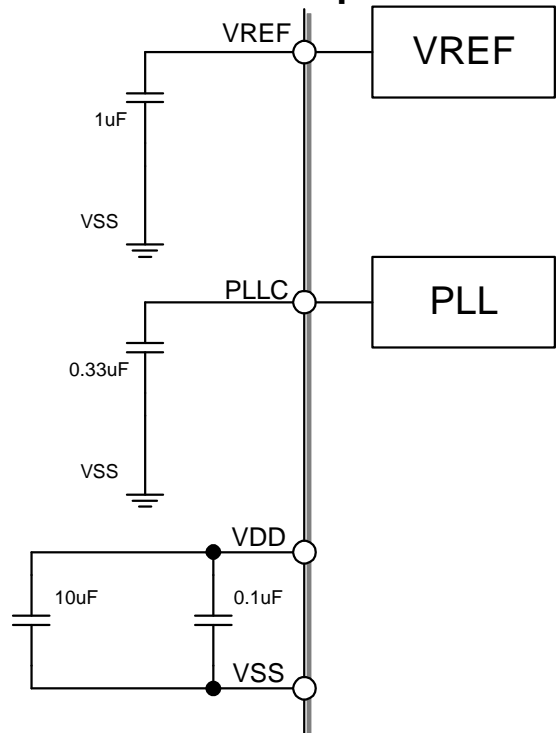 VREF
VREF
1uF
VSS
PLLC
PLL
0.33uF
VSS
VDD
10uF
0.1uF
VSS